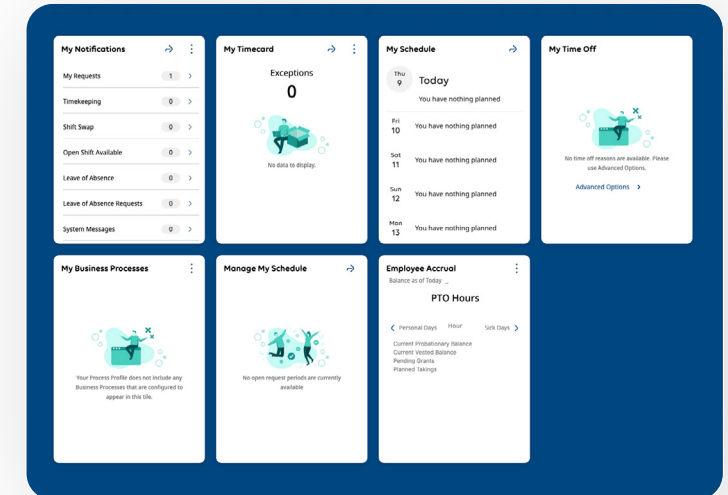 My Notifications
My Requests 1
Timekeeping 0
Shift Swap 0
Open Shift Available 0
Leave of Absence 0
Leave of Absence Requests 0
System Messages 0
My Timecard
Exceptions
0
No data to display.
My Schedule
Thu
9
Today
You have nothing planned
Fri
10
You have nothing planned
Sat
11
You have nothing planned
Sun
12
You have nothing planned
Mon
13
You have nothing planned
My Time Off
No time off reasons are available. Please
use Advanced Options.
Advanced Options
My Business Processes
Your Process Profile does not include any
Business Processes that are configured to
appear in this tile.
Manage My Schedule
No open request periods are currently
available
Employee Accrual
Balance as of Today
PTO Hours
Personal Days Hour Sick Days
Current Probationary Balance
Current Vested Balance
Pending Grants
Planned Takings